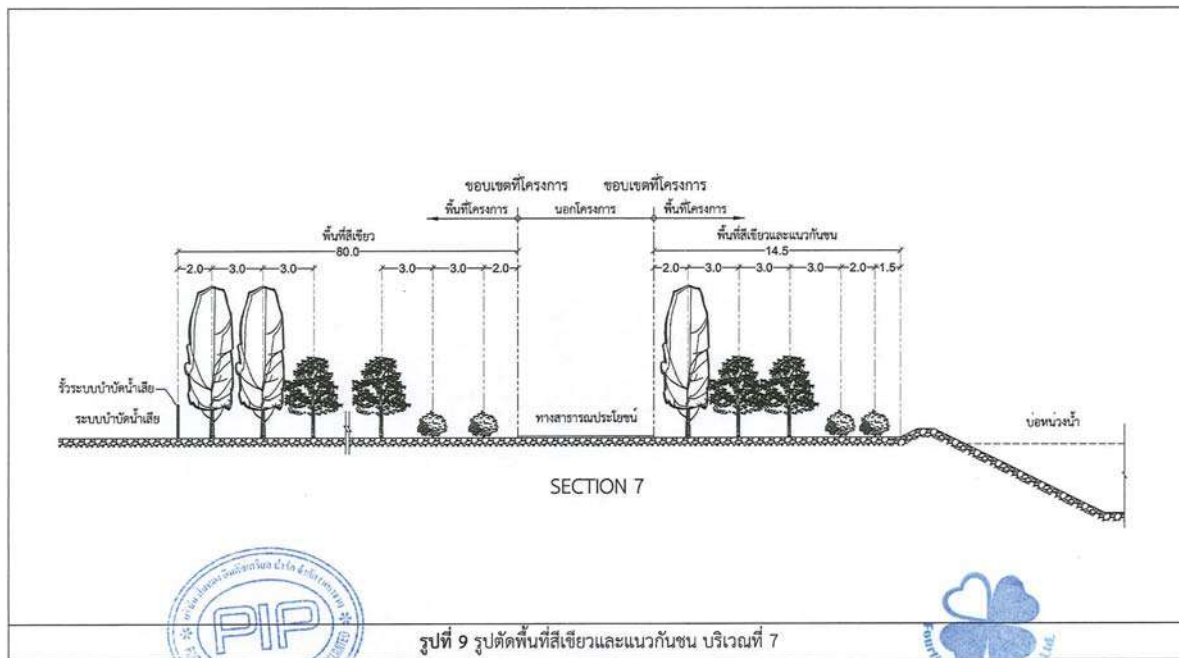 ขอบเขตที่โครงการ ขอบเขตที่โครงการ
พื้นที่โครงการ นอกโครงการ พื้นที่โครงการ
พื้นที่สีเขียว พื้นที่สีเขียวและแนวกันชน
80.0 14.5
2.0 3.0 3.0 3.0 3.0 2.0 2.0 3.0 3.0 3.0 2.0 1.5
รั้วระบบบำบัดน้ำเสีย
ระบบบำบัดน้ำเสีย ทางสาธารณประโยชน์ บ่อหน่วงน้ำ
SECTION 7
PIP
รูปที่ 9 รูปตัดพื้นที่สีเขียวและแนวกันชน บริเวณที่ 7